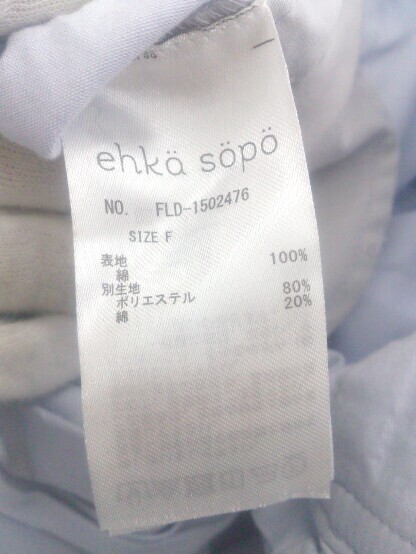 ehkä söpö
NO. FLD-1502476
SIZE F
表地
綿 100%
別生地
ポリエステル 80%
綿 20%